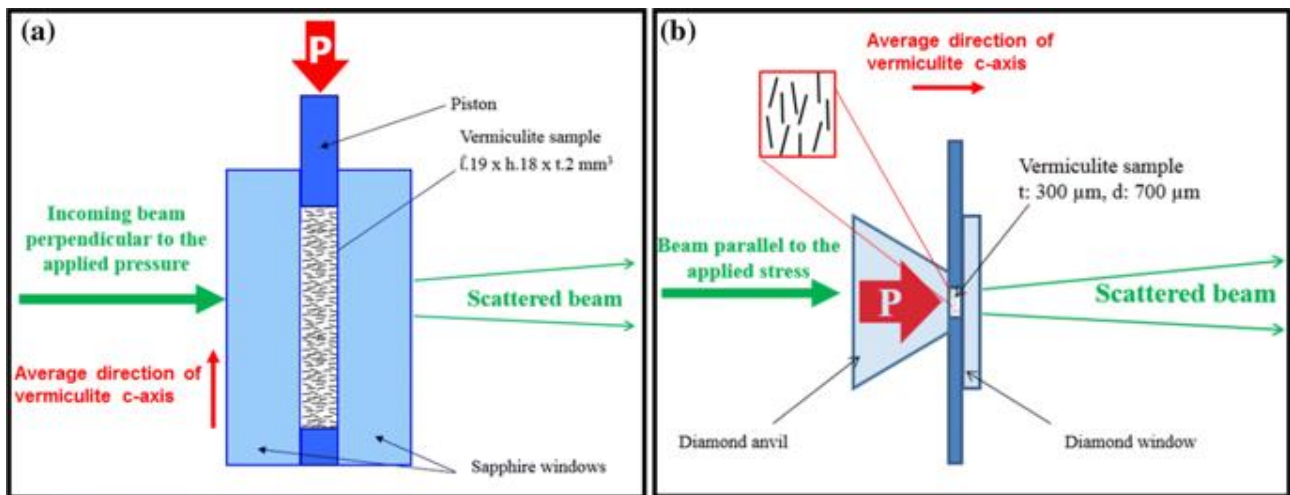 (a)
P
Piston
Vermiculite sample
ℓ.19 x h.18 x t.2 mm³
Incoming beam
perpendicular to the
applied pressure
Scattered beam
Average direction of
vermiculite c-axis
Sapphire windows
(b)
Average direction of
vermiculite c-axis
Vermiculite sample
t: 300 µm, d: 700 µm
Beam parallel to the
applied stress
P
Scattered beam
Diamond anvil
Diamond window